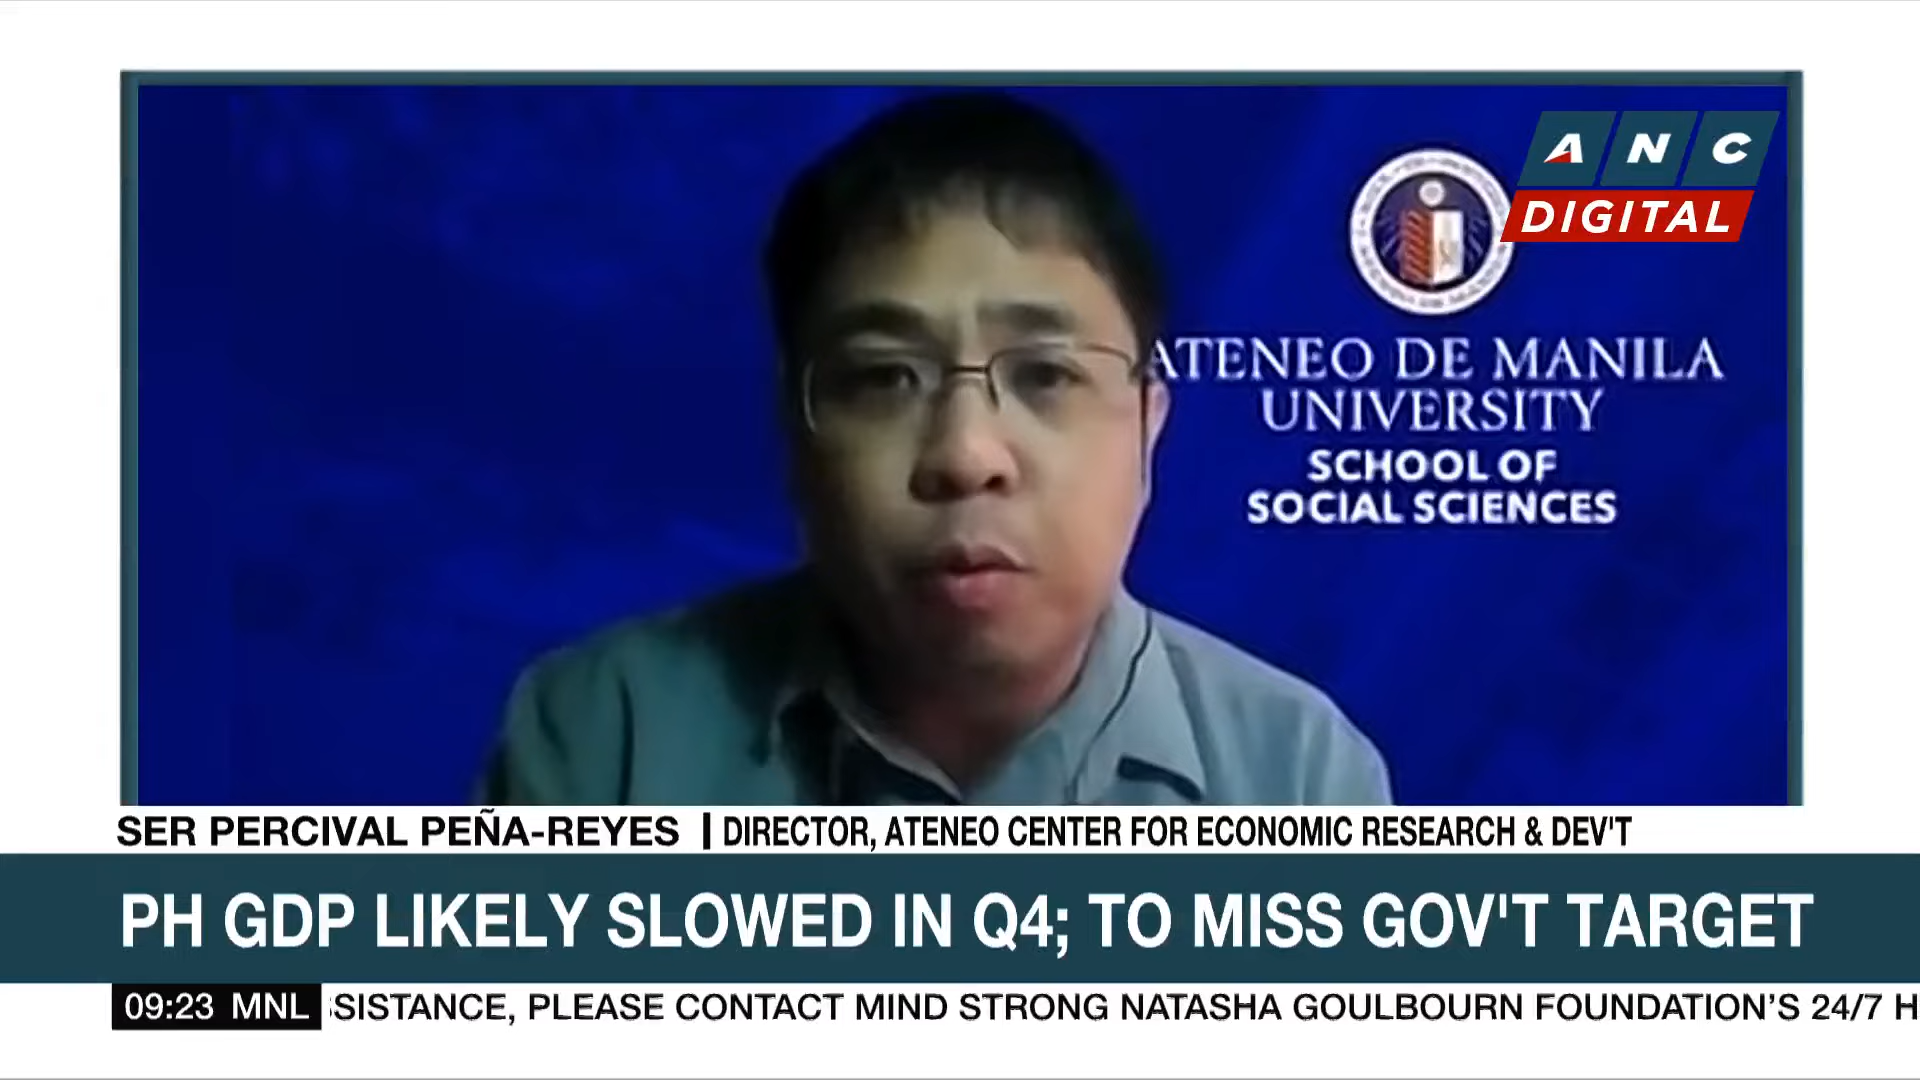 ANC
DIGITAL
ATENEO DE MANILA
UNIVERSITY
SCHOOL OF
SOCIAL SCIENCES
SER PERCIVAL PEÑA-REYES | DIRECTOR, ATENEO CENTER FOR ECONOMIC RESEARCH & DEV'T
PH GDP LIKELY SLOWED IN Q4; TO MISS GOV'T TARGET
09:23 MNL SISTANCE, PLEASE CONTACT MIND STRONG NATASHA GOULBOURN FOUNDATION’S 24/7 H